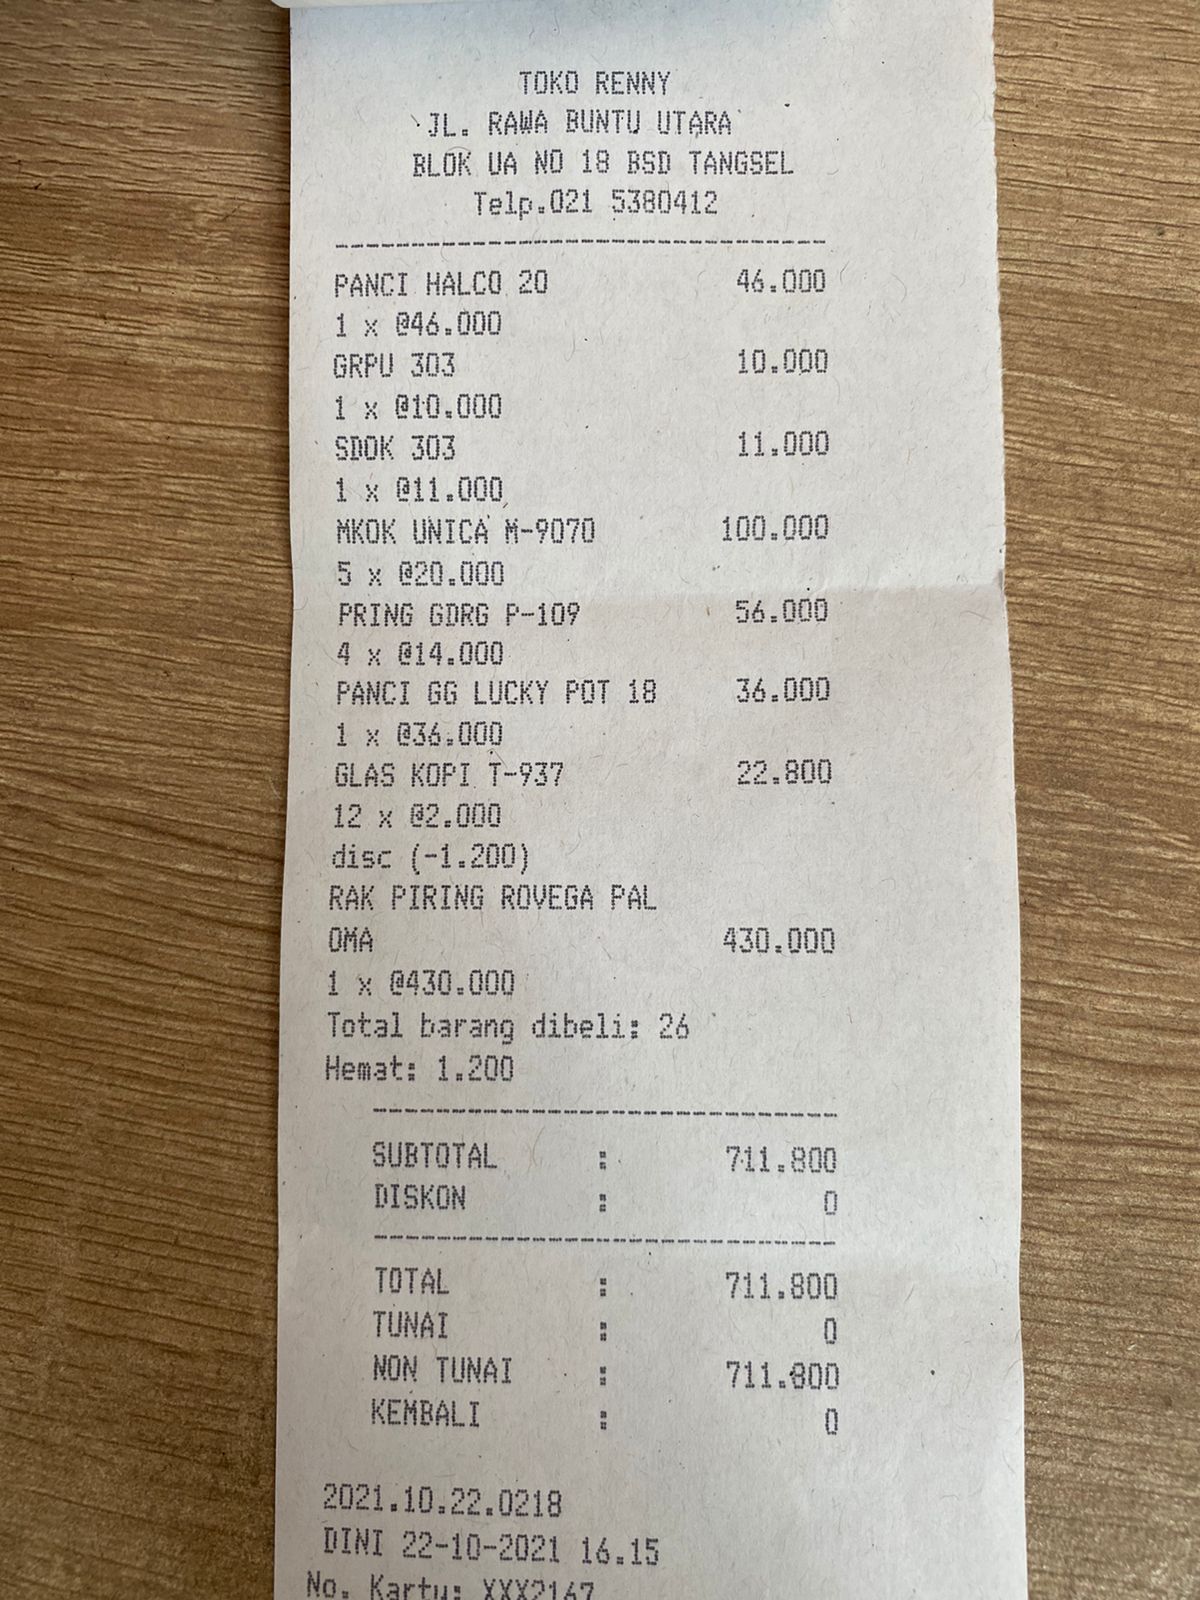 TOKO RENNY
JL. RAWA BUNTU UTARA
BLOK UA NO 18 BSD TANGSEL
Telp.021 5380412
PANCI HALCO 20 46.000
1 x @46.000
GRPU 303 10.000
1 x @10.000
SDOK 303 11.000
1 x @11.000
MKOK UNICA M-9070 100.000
5 x @20.000
PRING GDRG P-109 56.000
4 x @14.000
PANCI GG LUCKY POT 18 36.000
1 x @36.000
GLAS KOPI T-937 22.800
12 x @2.000
disc (-1.200)
RAK PIRING ROVEGA PAL
OMA 430.000
1 x @430.000
Total barang dibeli: 26
Hemat: 1.200
SUBTOTAL : 711.800
DISKON : 0
TOTAL : 711.800
TUNAI : 0
NON TUNAI : 711.800
KEMBALI : 0
2021.10.22.0218
DINI 22-10-2021 16.15
No. Kartu: XXX2167